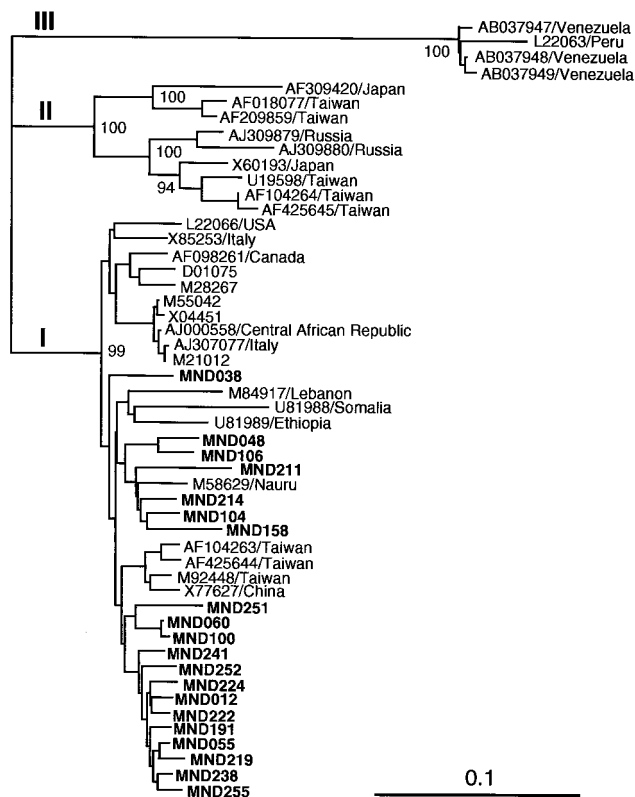 III
AB037947/Venezuela
L22063/Peru
100
AB037948/Venezuela
AB037949/Venezuela
AF309420/Japan
II
100
AF018077/Taiwan
AF209859/Taiwan
100
AJ309879/Russia
100
AJ309880/Russia
X60193/Japan
94
U19598/Taiwan
AF104264/Taiwan
AF425645/Taiwan
L22066/USA
X85253/Italy
AF098261/Canada
D01075
M28267
M55042
X04451
I
AJ000558/Central African Republic
99
AJ307077/Italy
M21012
MND038
M84917/Lebanon
U81988/Somalia
U81989/Ethiopia
MND048
MND106
MND211
M58629/Nauru
MND214
MND104
MND158
AF104263/Taiwan
AF425644/Taiwan
M92448/Taiwan
X77627/China
MND251
MND060
MND100
MND241
MND252
MND224
MND012
MND222
MND191
MND055
MND219
MND238
0.1
MND255